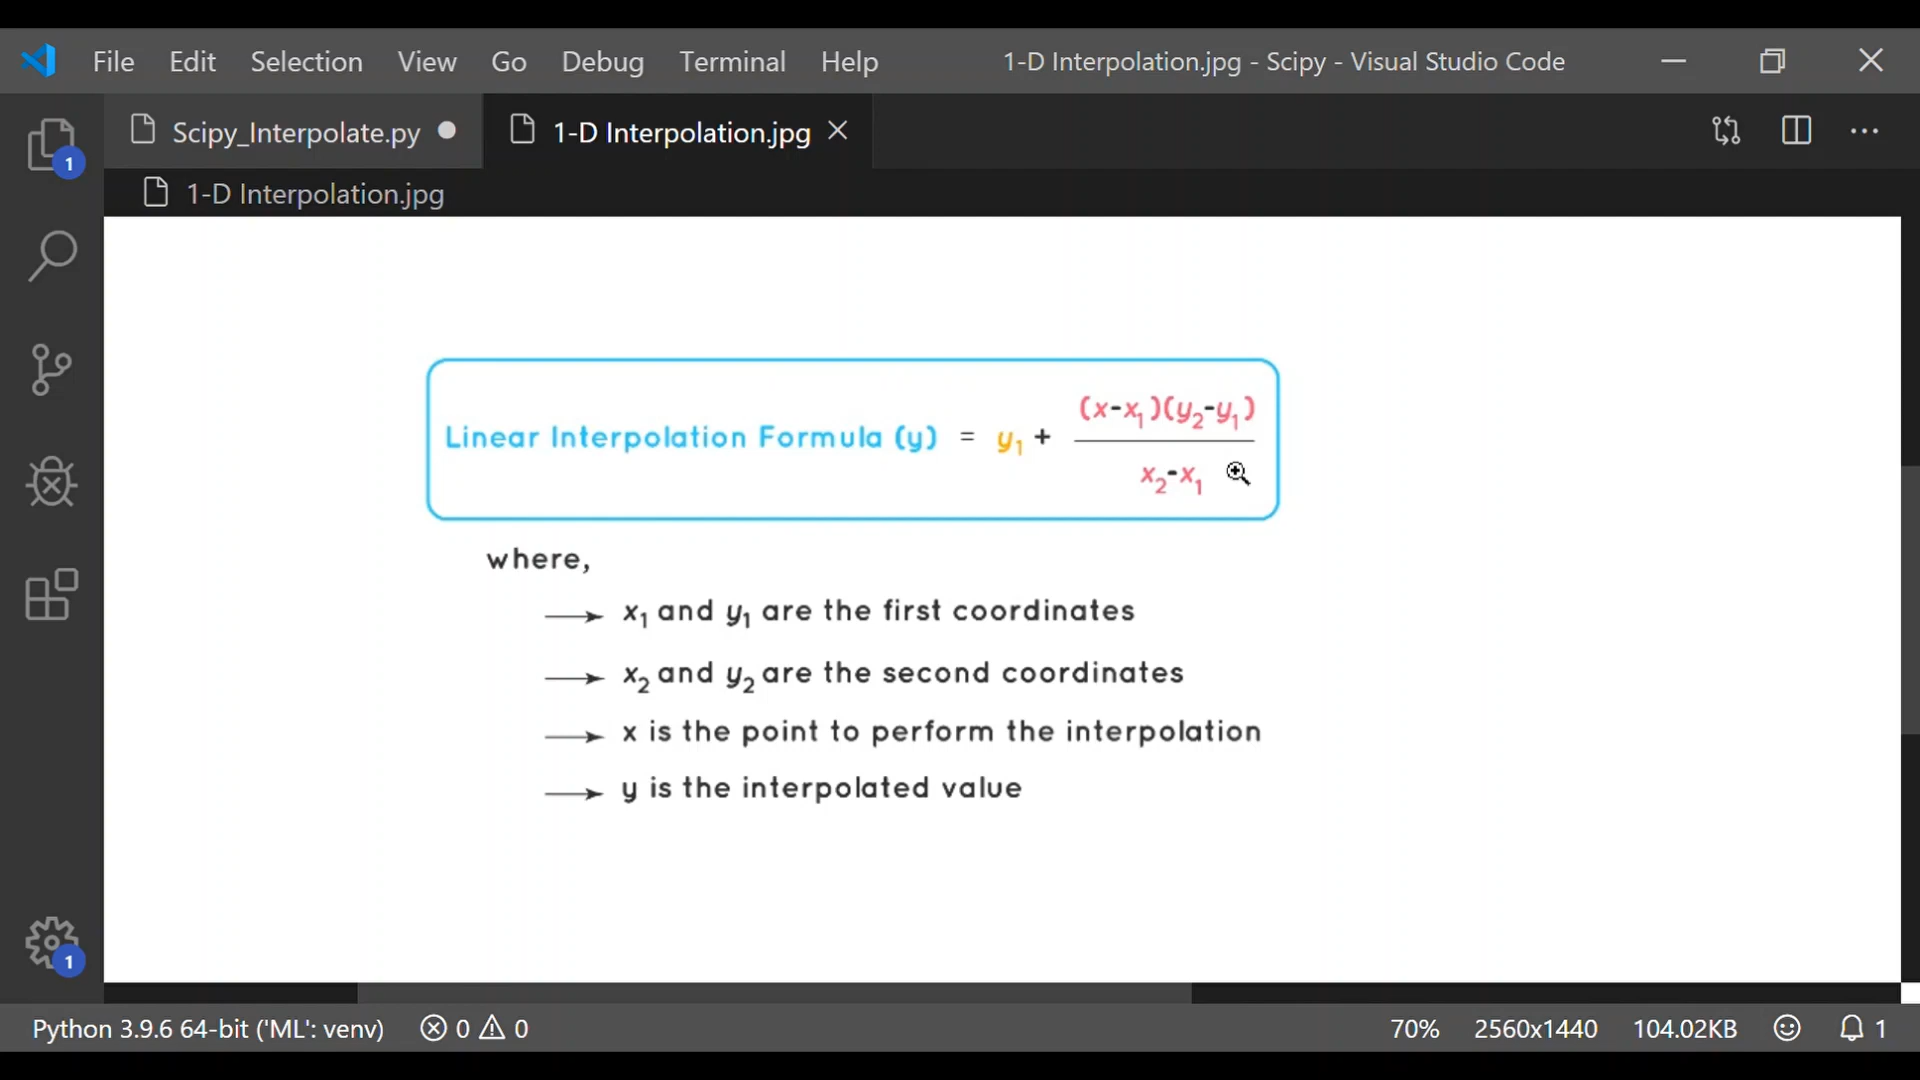 File Edit Selection View Go Debug Terminal Help 1-D Interpolation.jpg - Scipy - Visual Studio Code
Scipy_Interpolate.py 1-D Interpolation.jpg
1
1-D Interpolation.jpg
Linear Interpolation Formula (y) = y₁ + (x-x₁)(y₂-y₁)
x₂-x₁
where,
x₁ and y₁ are the first coordinates
x₂ and y₂ are the second coordinates
x is the point to perform the interpolation
y is the interpolated value
1
Python 3.9.6 64-bit ('ML': venv) 0 0 70% 2560x1440 104.02KB 1